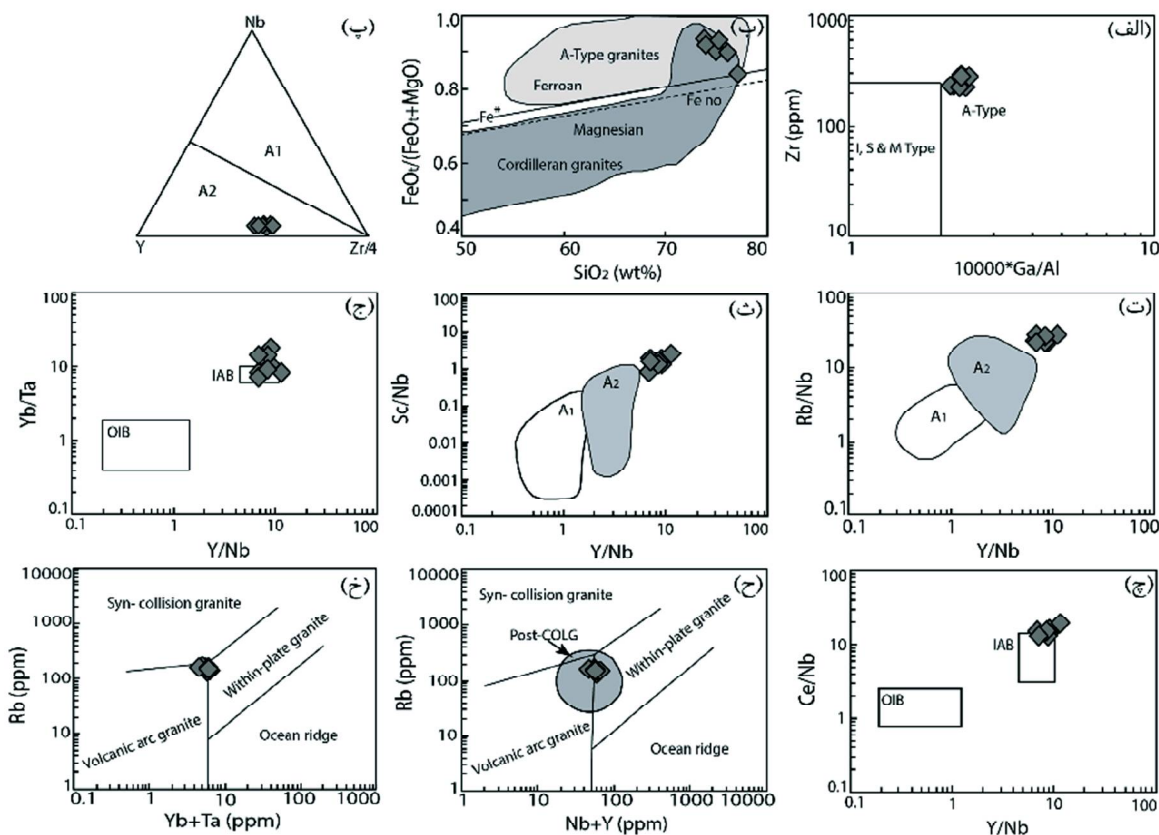 الف)
1000
100
10
Zr (ppm)
I, S & M Type
A-Type
1
10
10000*Ga/Al
ب)
1.0
0.8
0.6
0.4
FeOt/(FeOt+MgO)
A-Type granites
Ferroan
Fe*
Fe no
Magnesian
Cordilleran granites
50
60
70
80
SiO2 (wt%)
پ)
Nb
A1
A2
Y
Zr/4
ت)
100
10
1
0.1
Rb/Nb
A1
A2
0.1
1
10
100
Y/Nb
ث)
100
10
1
0.1
0.01
0.001
0.0001
Sc/Nb
A1
A2
0.1
1
10
100
Y/Nb
ج)
100
10
1
0.1
Yb/Ta
IAB
OIB
0.1
1
10
100
Y/Nb
چ)
100
10
1
0.1
Ce/Nb
IAB
OIB
0.1
1
10
100
Y/Nb
ح)
10000
1000
100
10
1
Rb (ppm)
Syn- collision granite
Post-COLG
Within-plate granite
Volcanic arc granite
Ocean ridge
1
10
100
1000
Nb+Y (ppm)
خ)
10000
1000
100
10
1
Rb (ppm)
Syn- collision granite
Within-plate granite
Volcanic arc granite
Ocean ridge
1
10
100
1000
Yb+Ta (ppm)